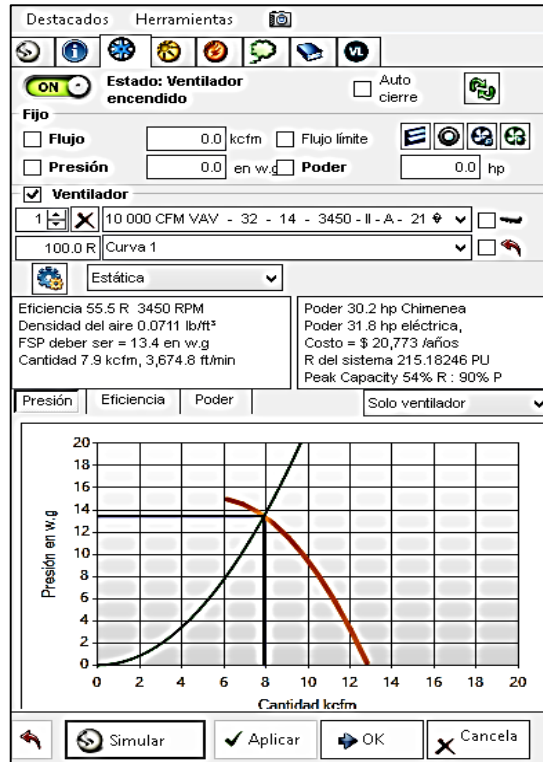 Destacados Herramientas
VL
ON Estado: Ventilador encendido Auto cierre
Fijo
Flujo 0.0 kcfm Flujo límite
Presión 0.0 en w.g Poder 0.0 hp
Ventilador
1 10 000 CFM VAV - 32 - 14 - 3450 - II - A - 21
100.0 R Curva 1
Estática
Eficiencia 55.5 R 3450 RPM
Densidad del aire 0.0711 lb/ft³
FSP deber ser = 13.4 en w.g
Cantidad 7.9 kcfm, 3,674.8 ft/min
Poder 30.2 hp Chimenea
Poder 31.8 hp eléctrica,
Costo = $ 20,773 /años
R del sistema 215.18246 PU
Peak Capacity 54% R : 90% P
Presión Eficiencia Poder Solo ventilador
Presión en w.g
20
18
16
14
12
10
8
6
4
2
0
0 2 4 6 8 10 12 14 16 18 20
Cantidad kcfm
Simular Aplicar OK Cancela